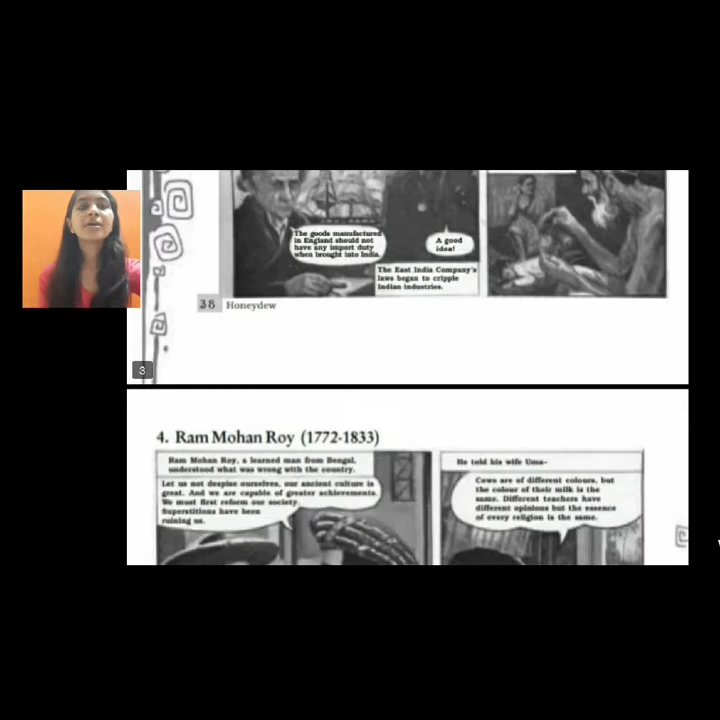 The goods manufactured
in England should not
have any import duty
when brought into India.
A good
idea!
The East India Company's
laws began to cripple
Indian industries.
38 Honeydew
3
4. Ram Mohan Roy (1772-1833)
Ram Mohan Roy, a learned man from Bengal,
understood what was wrong with the country.
Let us not despise ourselves, our ancient culture is
great. And we are capable of greater achievements.
We must first reform our society.
Superstitions have been
ruining us.
He told his wife Uma-
Cows are of different colours, but
the colour of their milk is the
same. Different teachers have
different opinions but the essence
of every religion is the same.